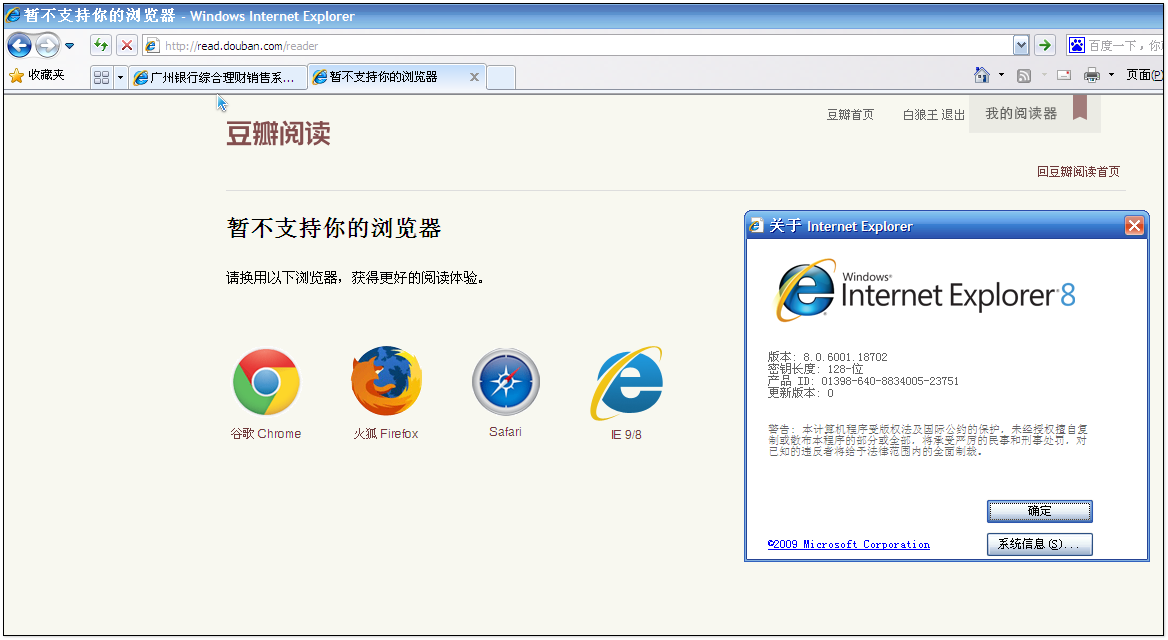 暂不支持你的浏览器 - Windows Internet Explorer
http://read.douban.com/reader
百度一下，你
收藏夹
广州银行综合理财销售系...
暂不支持你的浏览器
页面(P)
豆瓣阅读
豆瓣首页
白狼王 退出
我的阅读器
回豆瓣阅读首页
暂不支持你的浏览器
请换用以下浏览器，获得更好的阅读体验。
谷歌 Chrome
火狐 Firefox
Safari
IE 9/8
关于 Internet Explorer
Windows®
Internet Explorer 8
版本: 8.0.6001.18702
密钥长度: 128-位
产品 ID: 01398-640-8834005-23751
更新版本: 0
警告: 本计算机程序受版权法及国际公约的保护，未经授权擅自复
制或散布本程序的部分或全部，将承受严厉的民事和刑事处罚，对
已知的违反者将给予法律范围内的全面制裁。
确定
©2009 Microsoft Corporation
系统信息(S)...